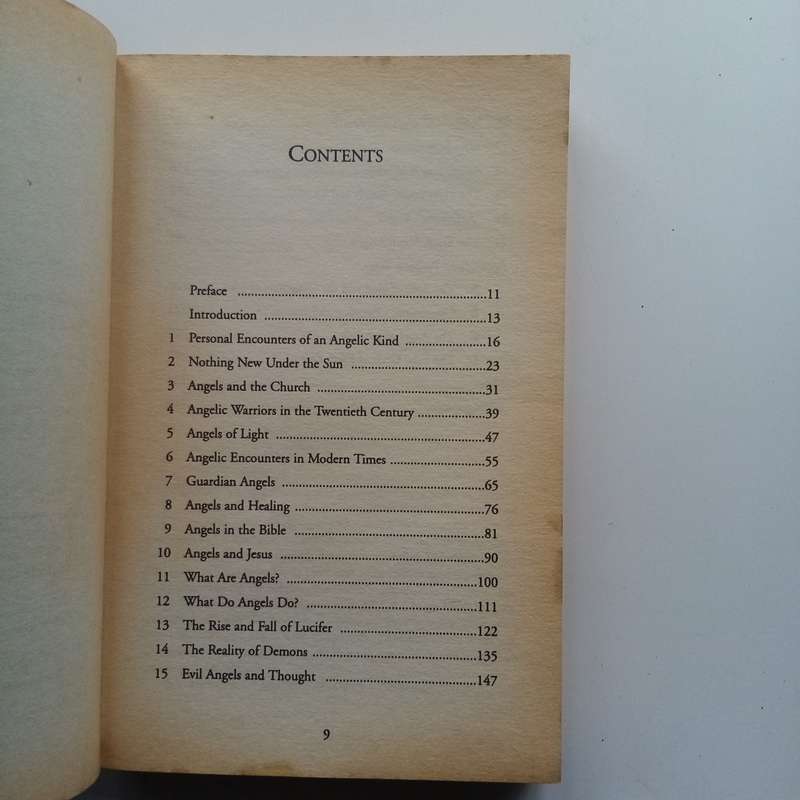 CONTENTS
Preface ........................................ 11
Introduction ........................................ 13
1 Personal Encounters of an Angelic Kind .................... 16
2 Nothing New Under the Sun .................... 23
3 Angels and the Church .................... 31
4 Angelic Warriors in the Twentieth Century .................... 39
5 Angels of Light .................... 47
6 Angelic Encounters in Modern Times .................... 55
7 Guardian Angels .................... 65
8 Angels and Healing .................... 76
9 Angels in the Bible .................... 81
10 Angels and Jesus .................... 90
11 What Are Angels? .................... 100
12 What Do Angels Do? .................... 111
13 The Rise and Fall of Lucifer .................... 122
14 The Reality of Demons .................... 135
15 Evil Angels and Thought .................... 147
9